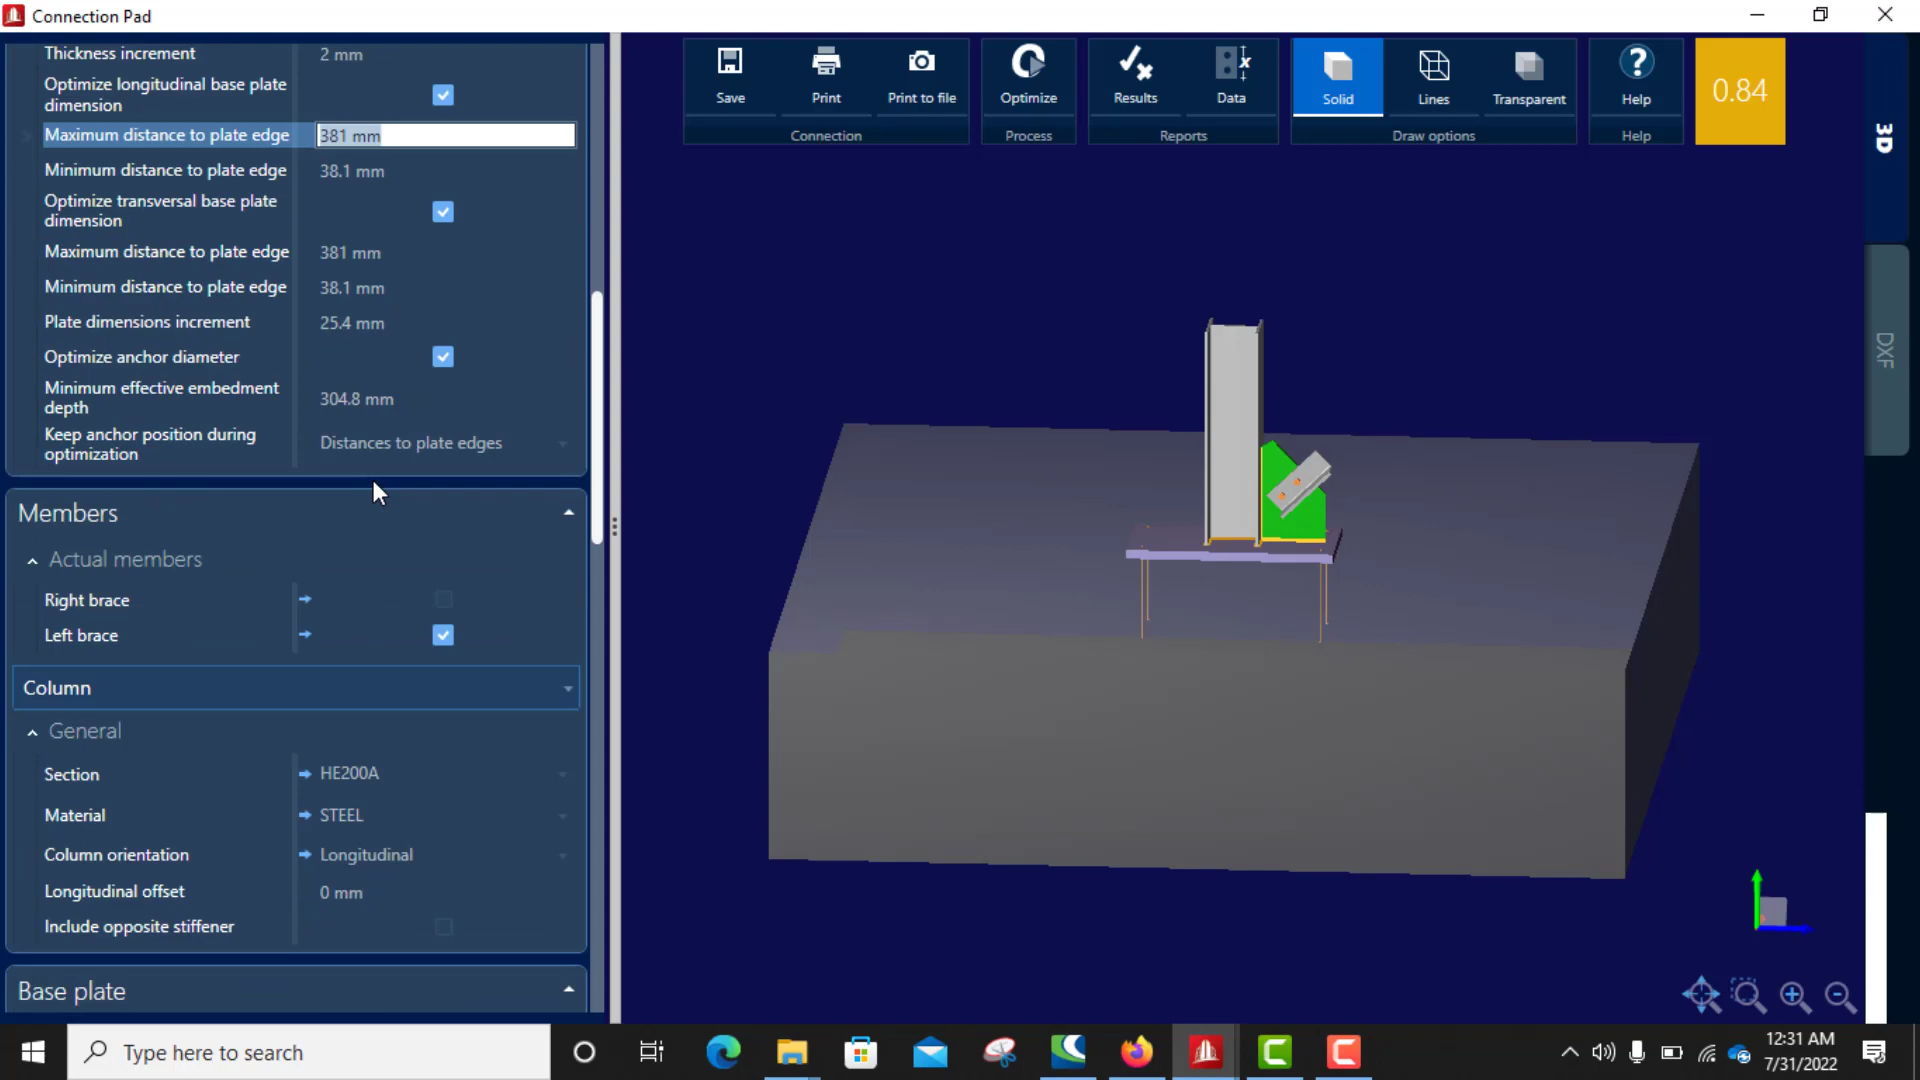 Connection Pad
Thickness increment 2 mm
Optimize longitudinal base plate
dimension
Maximum distance to plate edge 381 mm
Minimum distance to plate edge 38.1 mm
Optimize transversal base plate
dimension
Maximum distance to plate edge 381 mm
Minimum distance to plate edge 38.1 mm
Plate dimensions increment 25.4 mm
Optimize anchor diameter
Minimum effective embedment
depth 304.8 mm
Keep anchor position during
optimization Distances to plate edges
Members
Actual members
Right brace
Left brace
Column
General
Section HE200A
Material STEEL
Column orientation Longitudinal
Longitudinal offset 0 mm
Include opposite stiffener
Base plate
Save Print Print to file Optimize Results Data Solid Lines Transparent Help
Connection Process Reports Draw options Help
0.84
3D
DXF
Type here to search
12:31 AM
7/31/2022